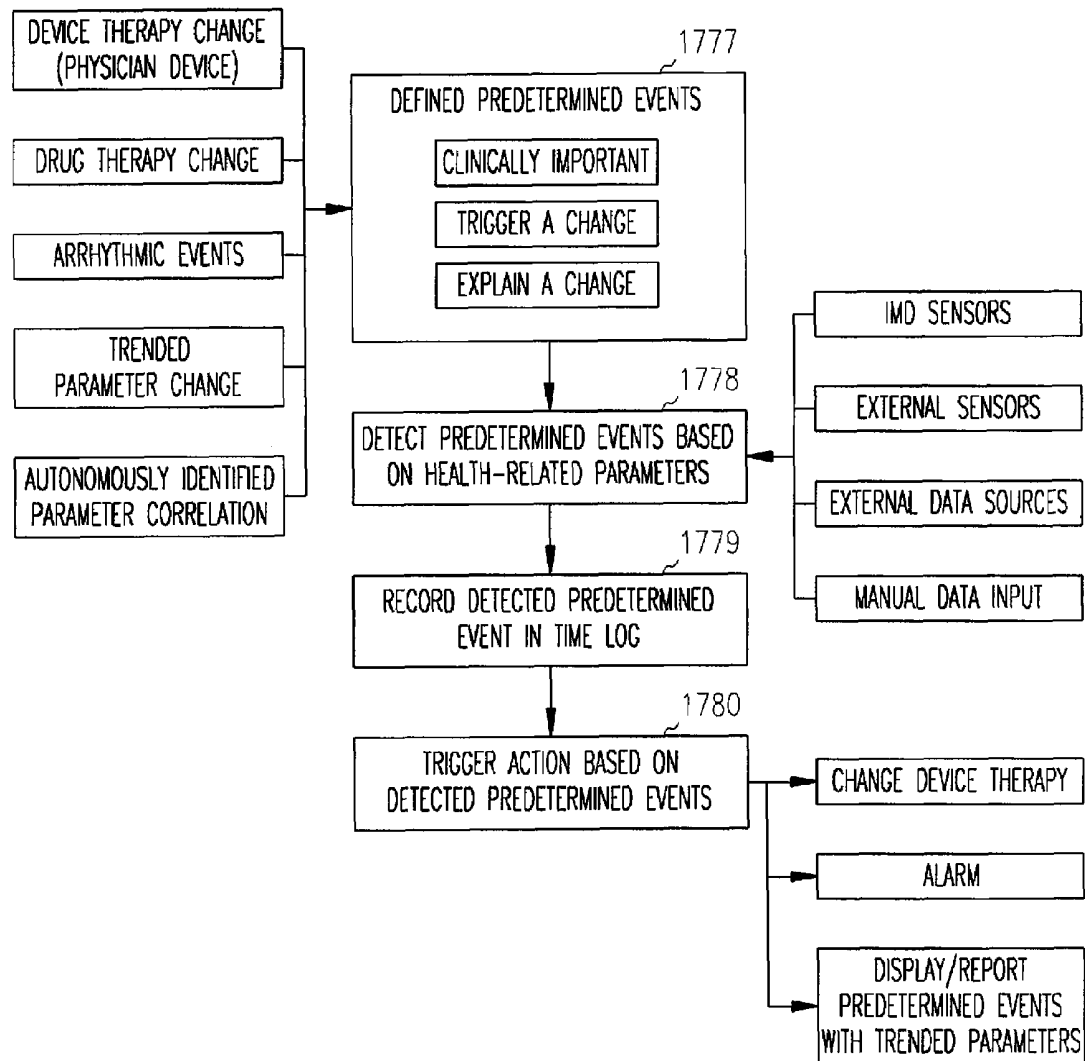 DEVICE THERAPY CHANGE
(PHYSICIAN DEVICE)
DRUG THERAPY CHANGE
ARRHYTHMIC EVENTS
TRENDED
PARAMETER CHANGE
AUTONOMOUSLY IDENTIFIED
PARAMETER CORRELATION
1777
DEFINED PREDETERMINED EVENTS
CLINICALLY IMPORTANT
TRIGGER A CHANGE
EXPLAIN A CHANGE
1778
DETECT PREDETERMINED EVENTS BASED
ON HEALTH-RELATED PARAMETERS
IMD SENSORS
EXTERNAL SENSORS
EXTERNAL DATA SOURCES
MANUAL DATA INPUT
1779
RECORD DETECTED PREDETERMINED
EVENT IN TIME LOG
1780
TRIGGER ACTION BASED ON
DETECTED PREDETERMINED EVENTS
CHANGE DEVICE THERAPY
ALARM
DISPLAY/REPORT
PREDETERMINED EVENTS
WITH TRENDED PARAMETERS